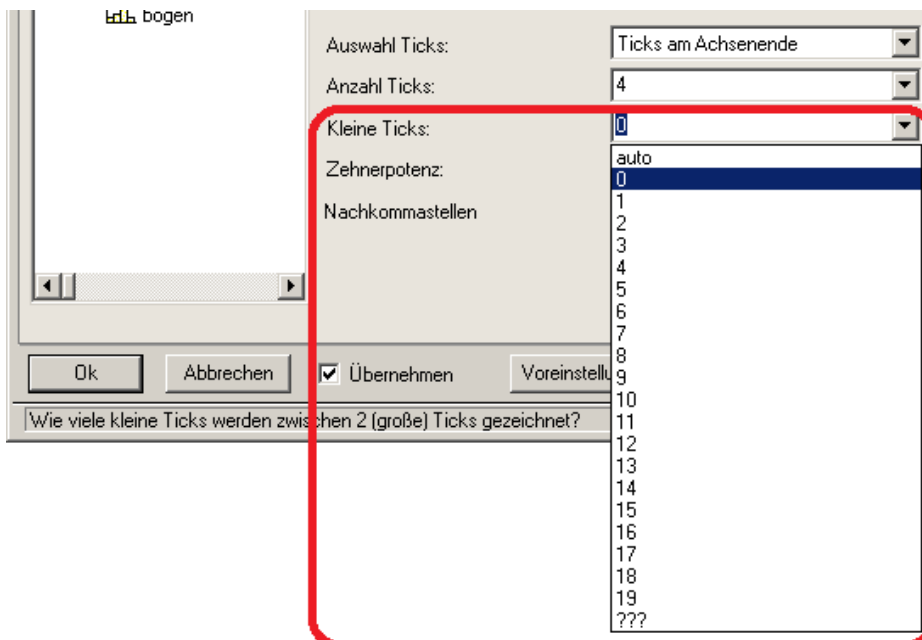 bogen
Auswahl Ticks: Ticks am Achsenende
Anzahl Ticks: 4
Kleine Ticks: 0
Zehnerpotenz:
Nachkommastellen
auto
0
1
2
3
4
5
6
7
8
9
10
11
12
13
14
15
16
17
18
19
???
Ok Abbrechen Übernehmen Voreinstellu
Wie viele kleine Ticks werden zwischen 2 (große) Ticks gezeichnet?